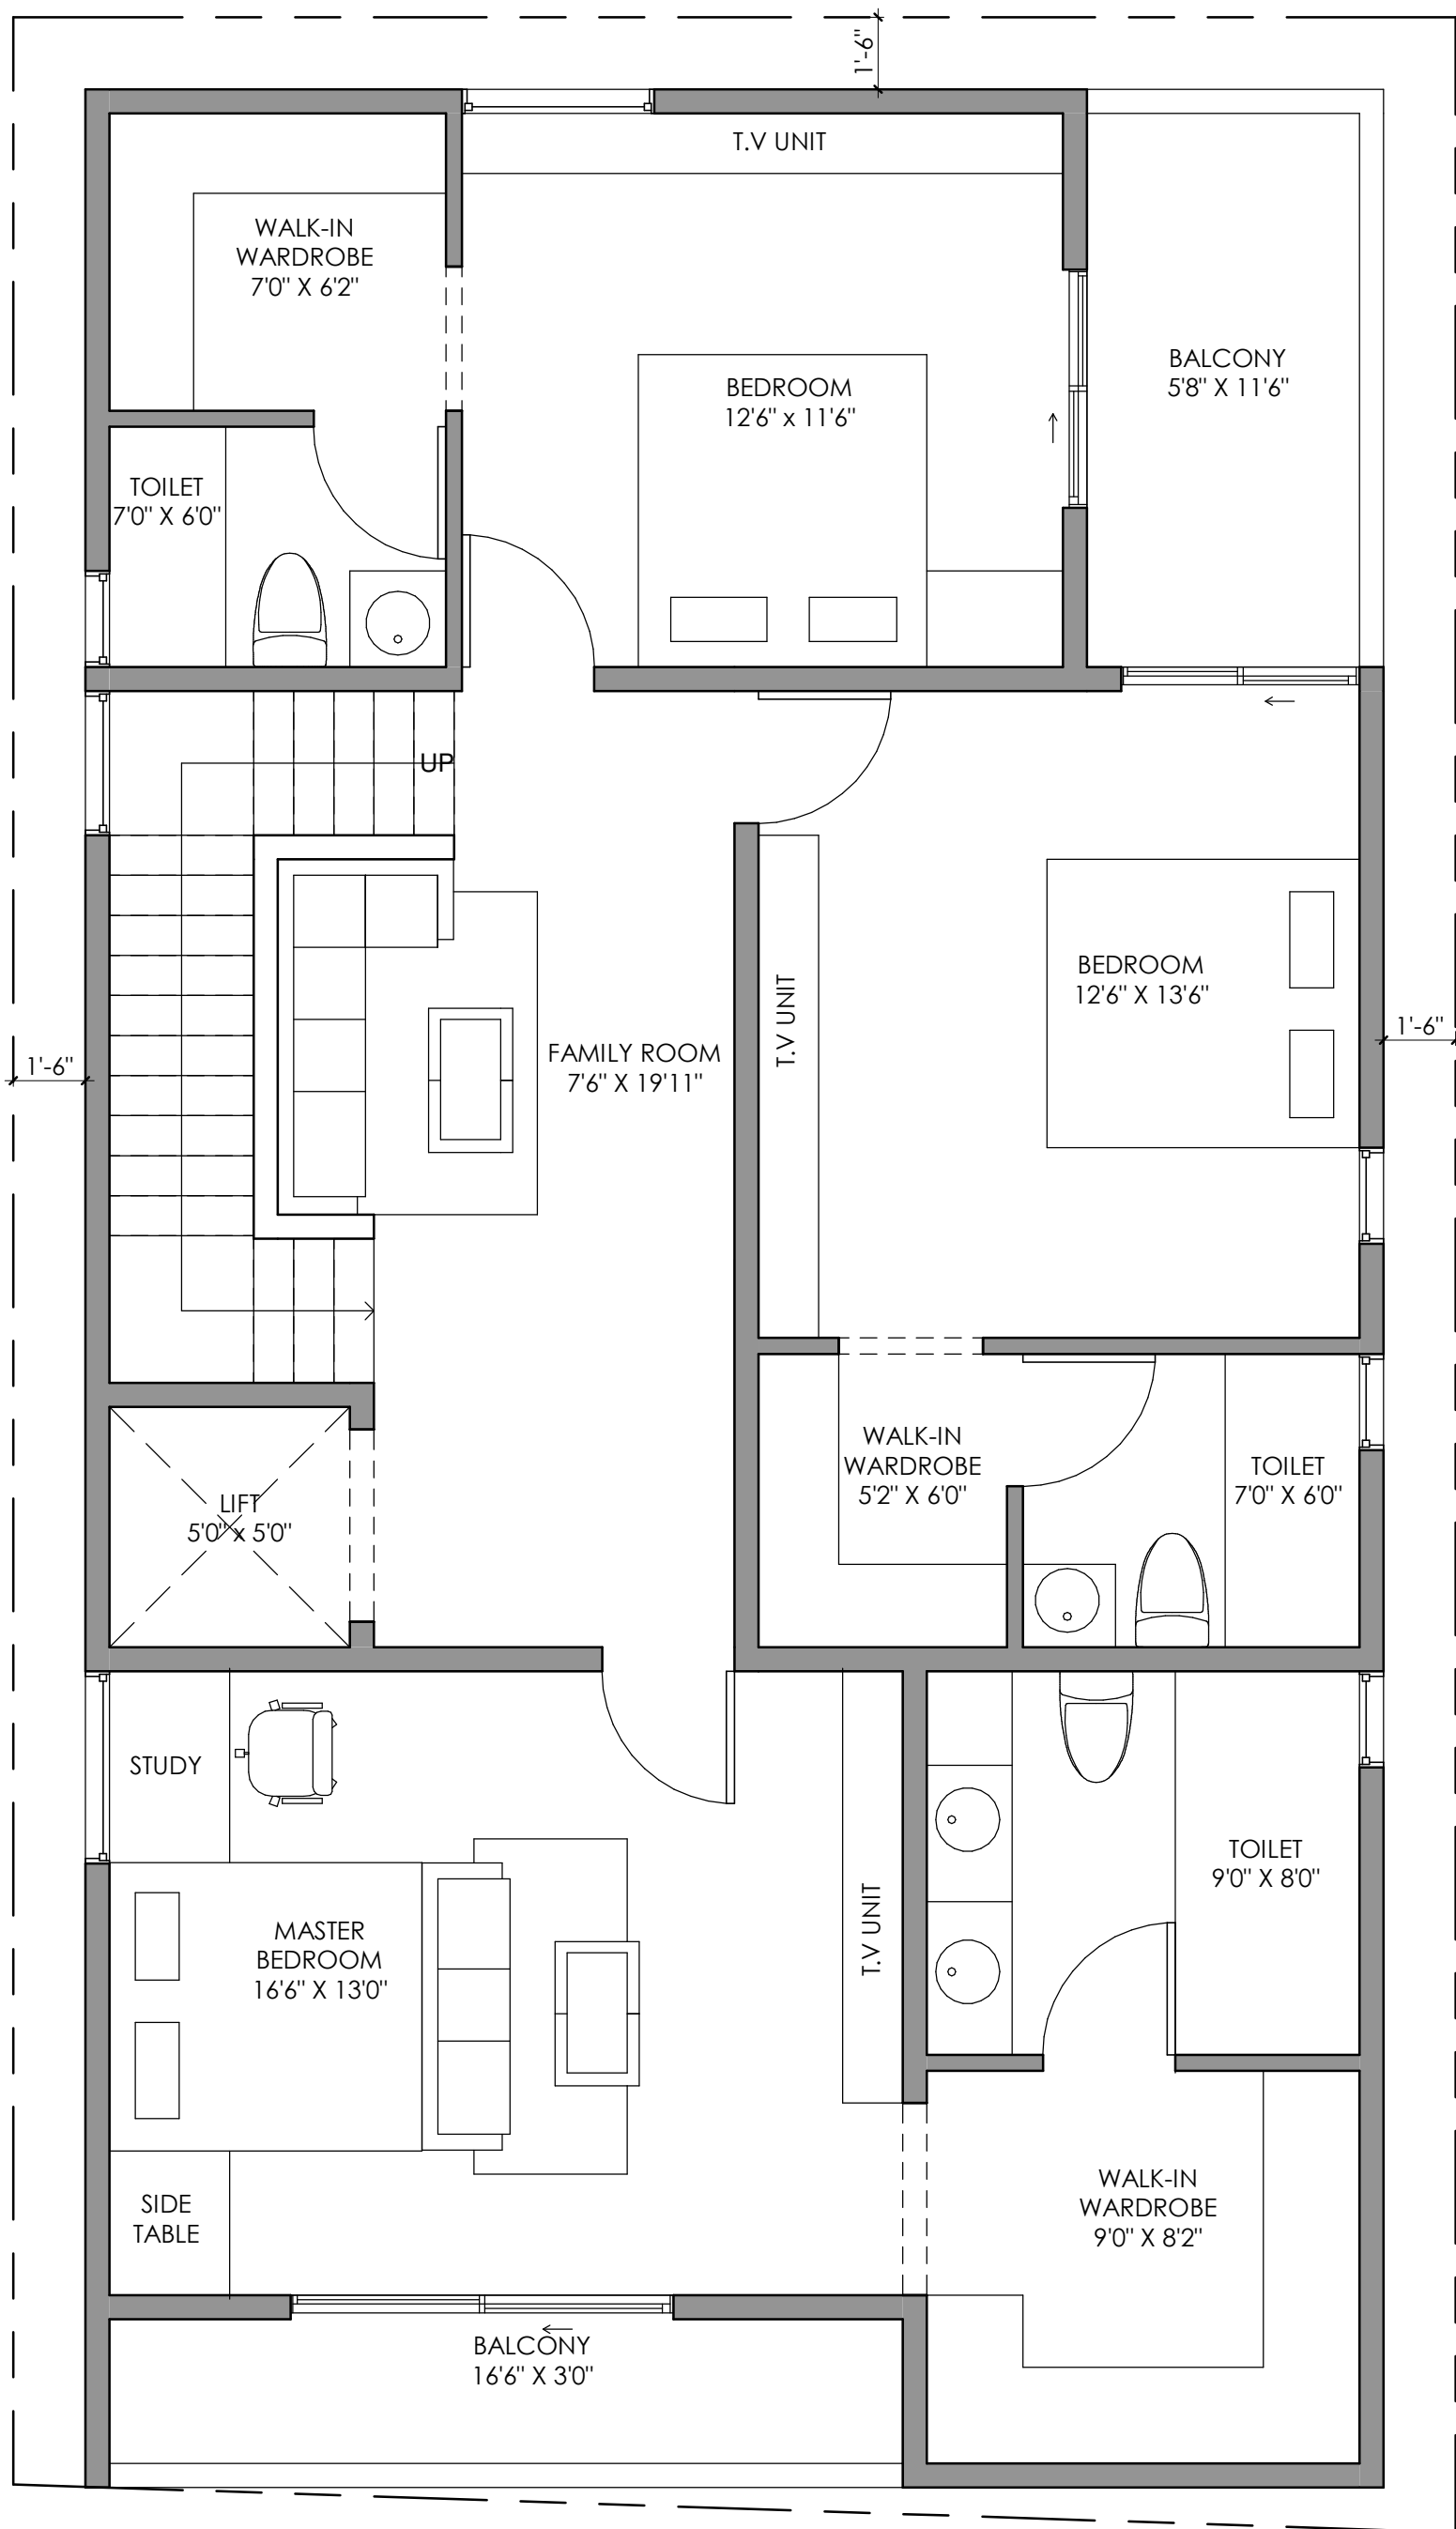 1'-6"
T.V UNIT
WALK-IN
WARDROBE
7'0" X 6'2"
BEDROOM
12'6" x 11'6"
BALCONY
5'8" X 11'6"
TOILET
7'0" X 6'0"
UP
BEDROOM
12'6" X 13'6"
T.V UNIT
FAMILY ROOM
7'6" X 19'11"
1'-6"
1'-6"
WALK-IN
WARDROBE
5'2" X 6'0"
TOILET
7'0" X 6'0"
LIFT
5'0" x 5'0"
STUDY
TOILET
9'0" X 8'0"
T.V UNIT
MASTER
BEDROOM
16'6" X 13'0"
SIDE
TABLE
WALK-IN
WARDROBE
9'0" X 8'2"
BALCONY
16'6" X 3'0"